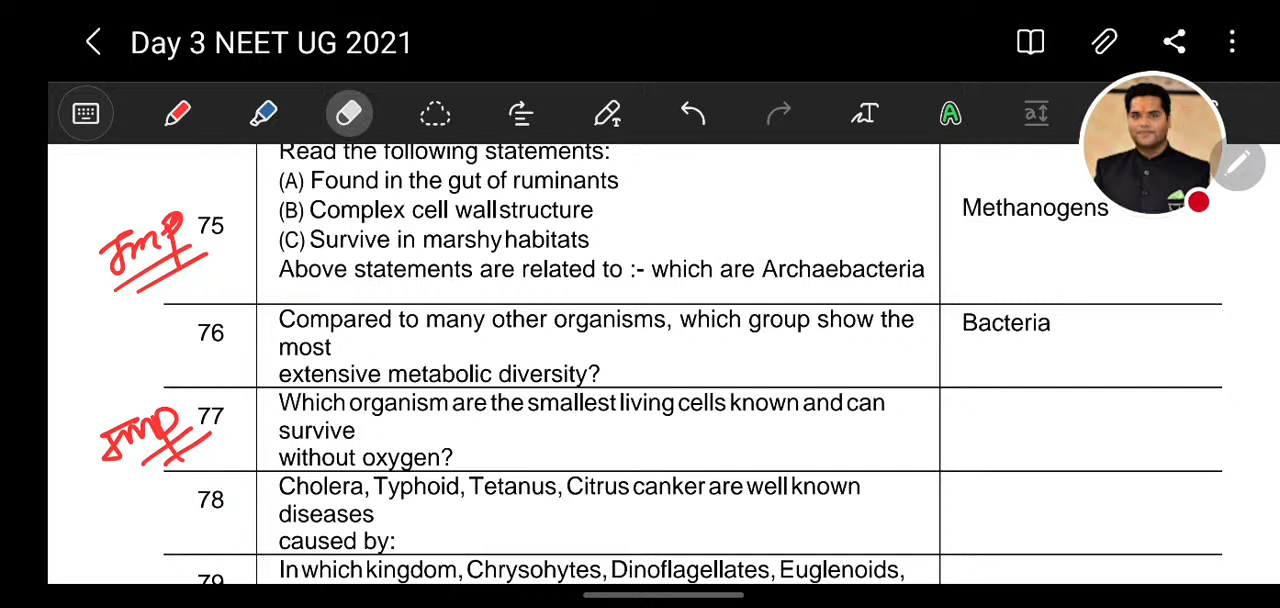 Day 3 NEET UG 2021
Read the following statements:
(A) Found in the gut of ruminants
75
(B) Complex cell wall structure
Methanogens
Imp
(C) Survive in marshy habitats
Above statements are related to :- which are Archaebacteria
76
Compared to many other organisms, which group show the
Bacteria
most
extensive metabolic diversity?
Imp
77
Which organism are the smallest living cells known and can
survive
without oxygen?
78
Cholera, Typhoid, Tetanus, Citrus canker are well known
diseases
caused by:
79
In which kingdom, Chrysohytes, Dinoflagellates, Euglenoids,